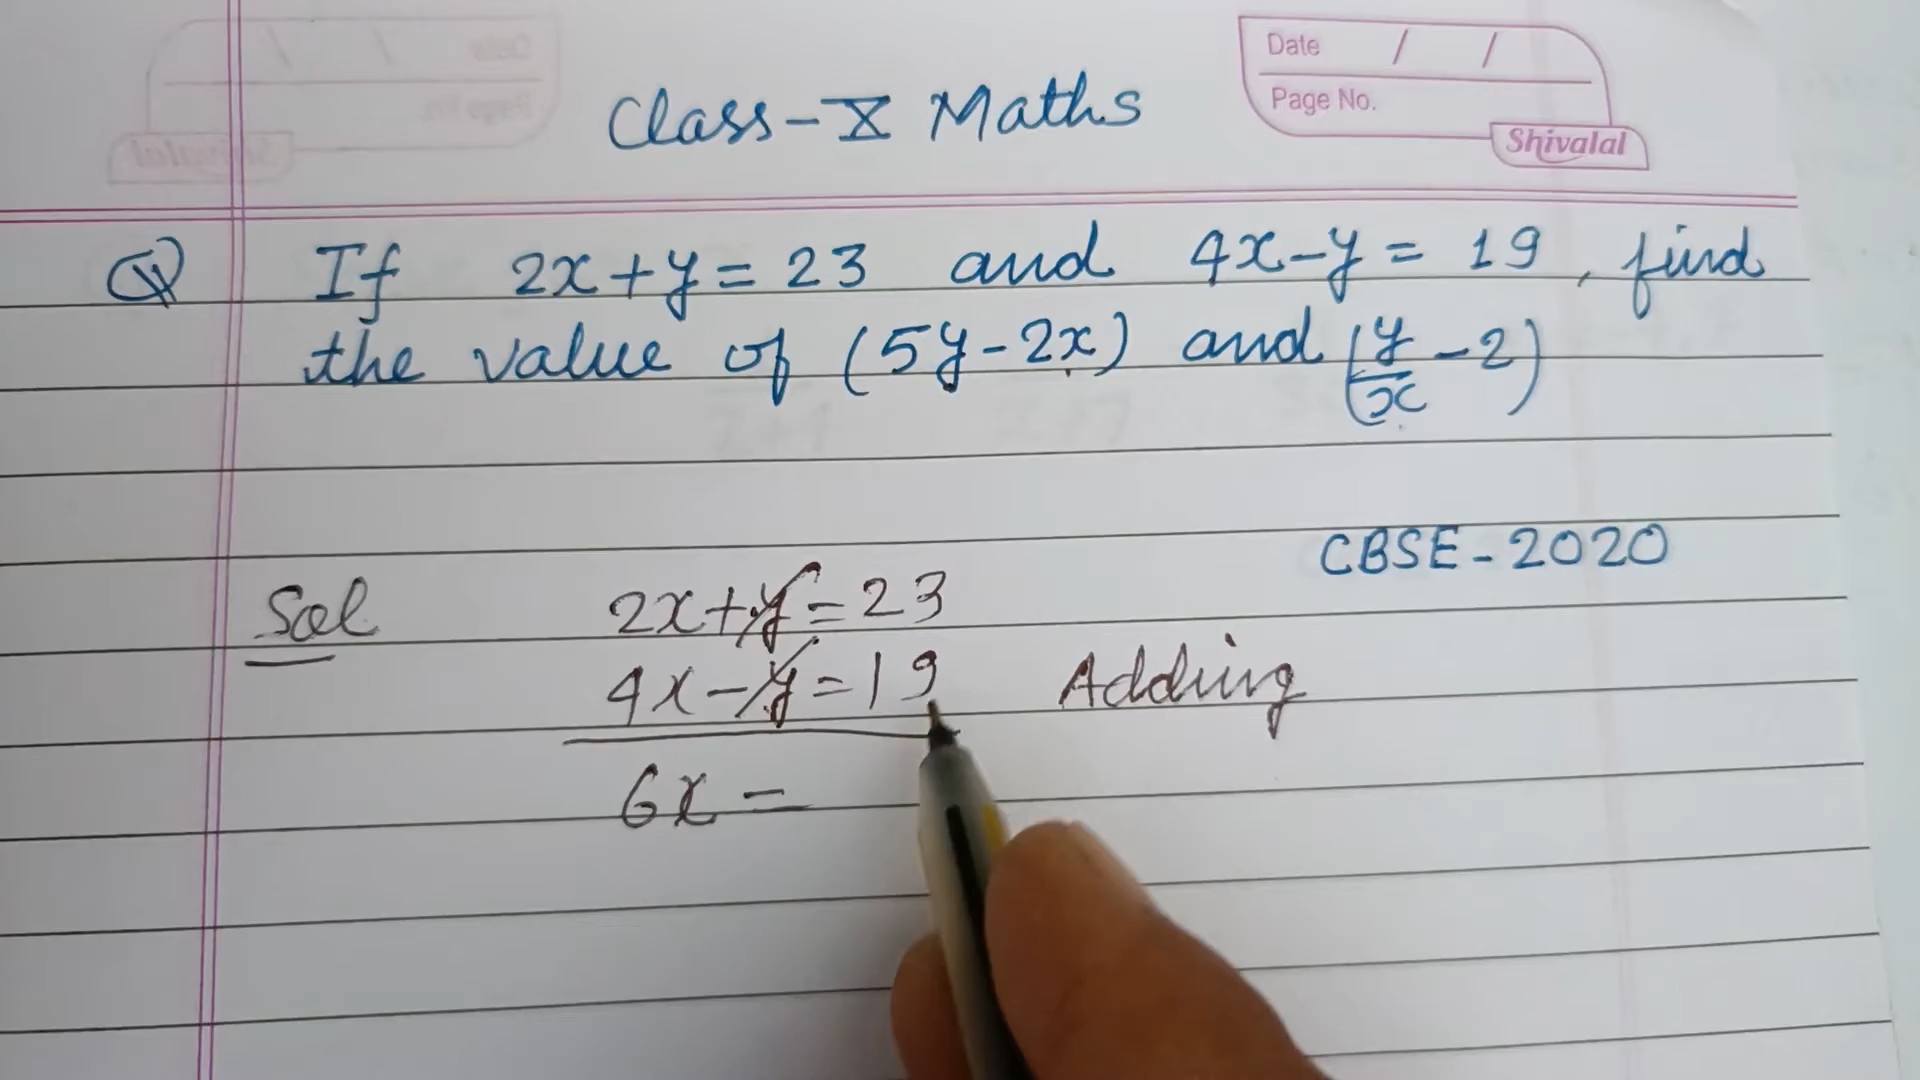 Date / /
Page No.
Shivalal
Class-X Maths
Q If 2x+y=23 and 4x-y=19, find
the value of (5y-2x) and (y/x -2)
CBSE-2020
Sol 2x+y=23
4x-y=19 Adding
6x=